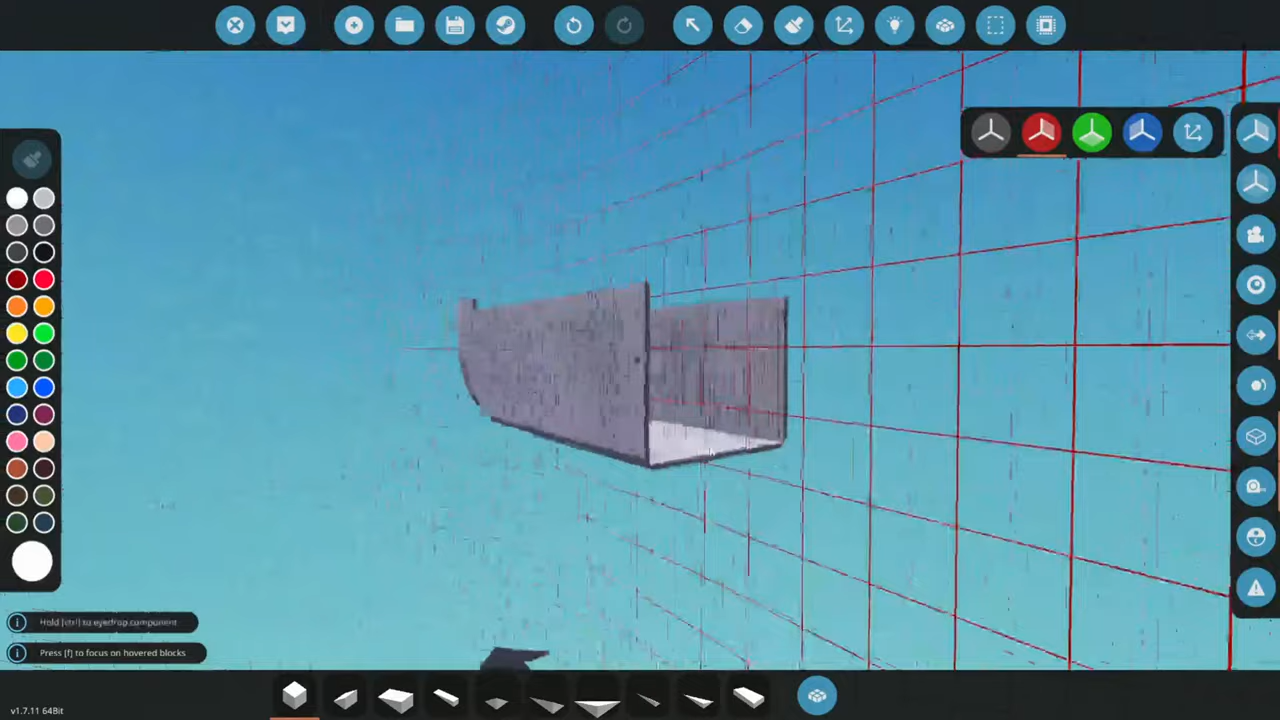 Hold [ctrl] to eyedrop component
Press [f] to focus on hovered blocks
v1.7.11 64Bit